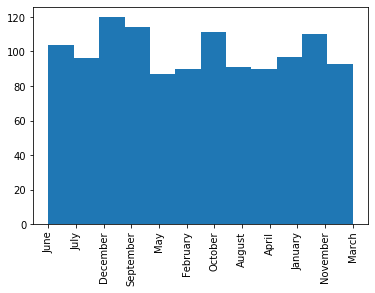 120
100
80
60
40
20
0
June
July
December
September
May
February
October
August
April
January
November
March